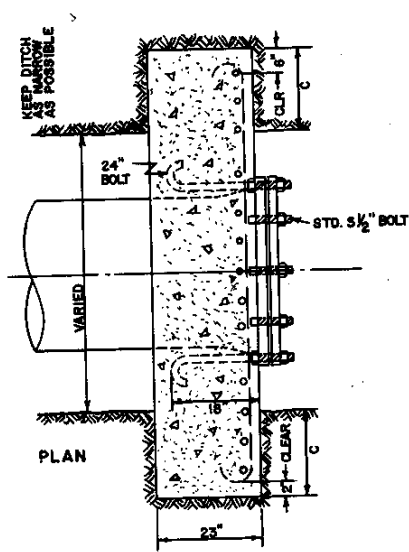 KEEP DITCH
AS NARROW
AS POSSIBLE
6"
CLR
C
24"
BOLT
STD. 5½" BOLT
VARIED
18"
PLAN
CLEAR
2"
C
23"